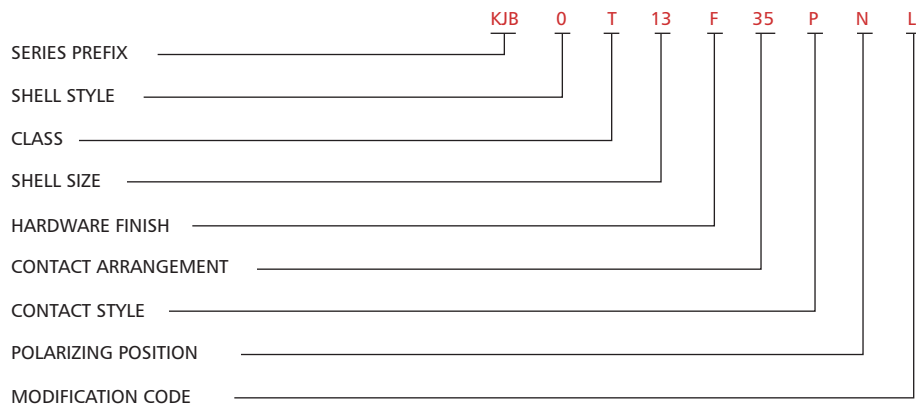 KJB 0 T 13 F 35 P N L
SERIES PREFIX
SHELL STYLE
CLASS
SHELL SIZE
HARDWARE FINISH
CONTACT ARRANGEMENT
CONTACT STYLE
POLARIZING POSITION
MODIFICATION CODE